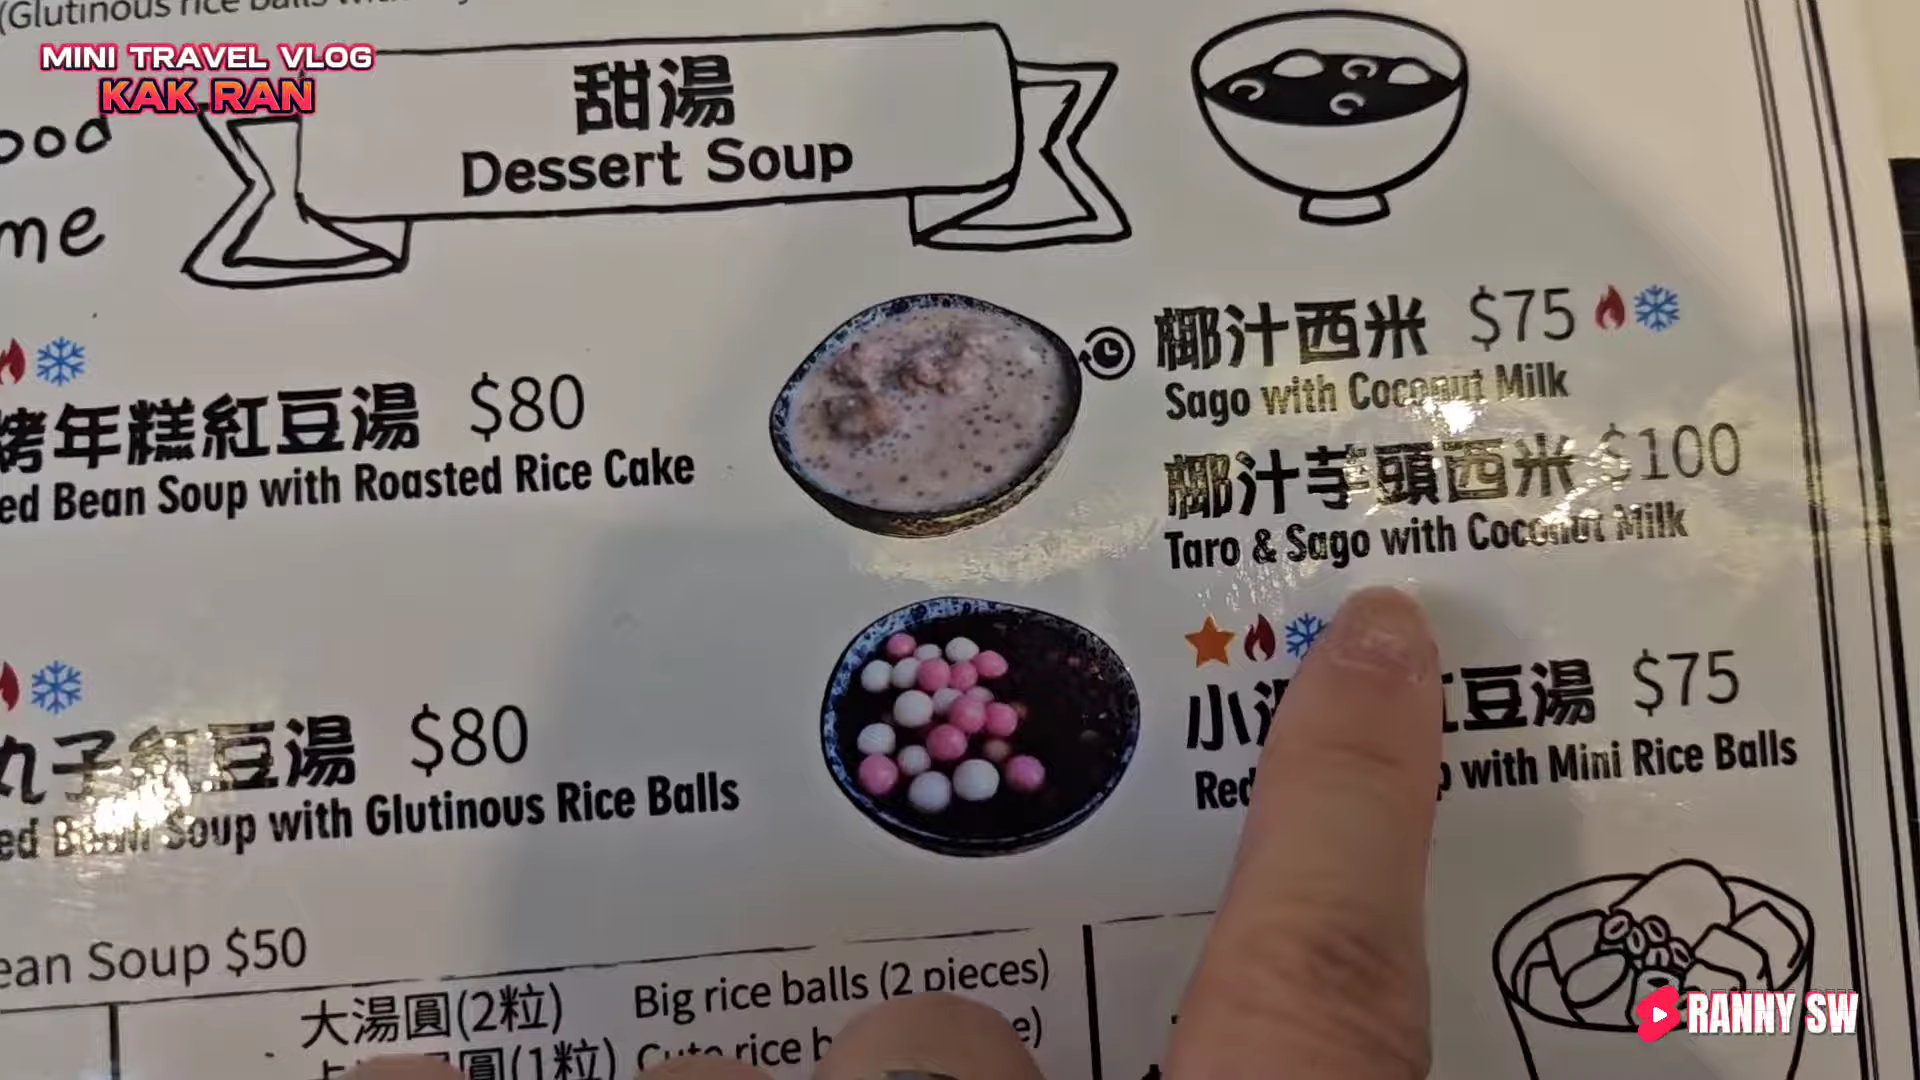 (Glutinous rice balls
MINI TRAVEL VLOG
KAK RAN
ood
me
甜湯
Dessert Soup
烤年糕紅豆湯 $80
ed Bean Soup with Roasted Rice Cake
丸子紅豆湯 $80
ed Bean Soup with Glutinous Rice Balls
椰汁西米 $75
Sago with Coconut Milk
椰汁芋頭西米 $100
Taro & Sago with Coconut Milk
小 豆湯 $75
Red with Mini Rice Balls
ean Soup $50
大湯圓(2粒) Big rice balls (2 pieces)
圓(1粒) Cute rice
RANNY SW